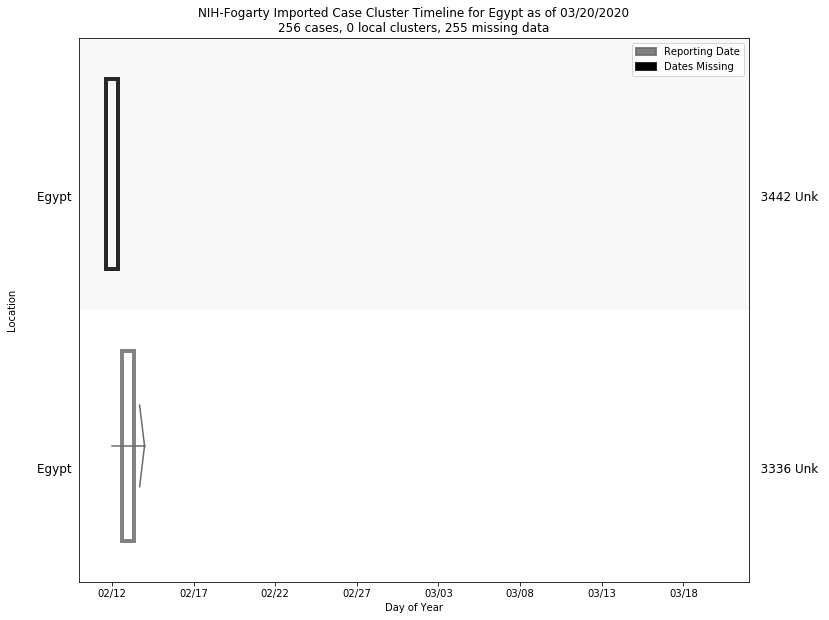 NIH-Fogarty Imported Case Cluster Timeline for Egypt as of 03/20/2020
256 cases, 0 local clusters, 255 missing data
Reporting Date
Dates Missing
Egypt
3442 Unk
Location
Egypt
3336 Unk
02/12
02/17
02/22
02/27
03/03
03/08
03/13
03/18
Day of Year